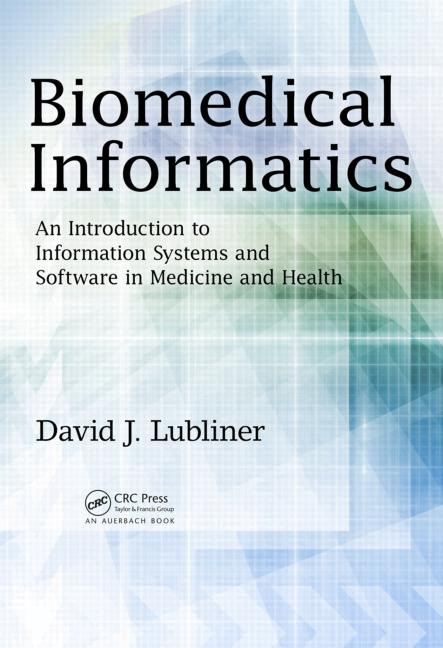 Biomedical
Informatics
An Introduction to
Information Systems and
Software in Medicine and Health
David J. Lubliner
CRC
CRC Press
Taylor & Francis Group
AN AUERBACH BOOK